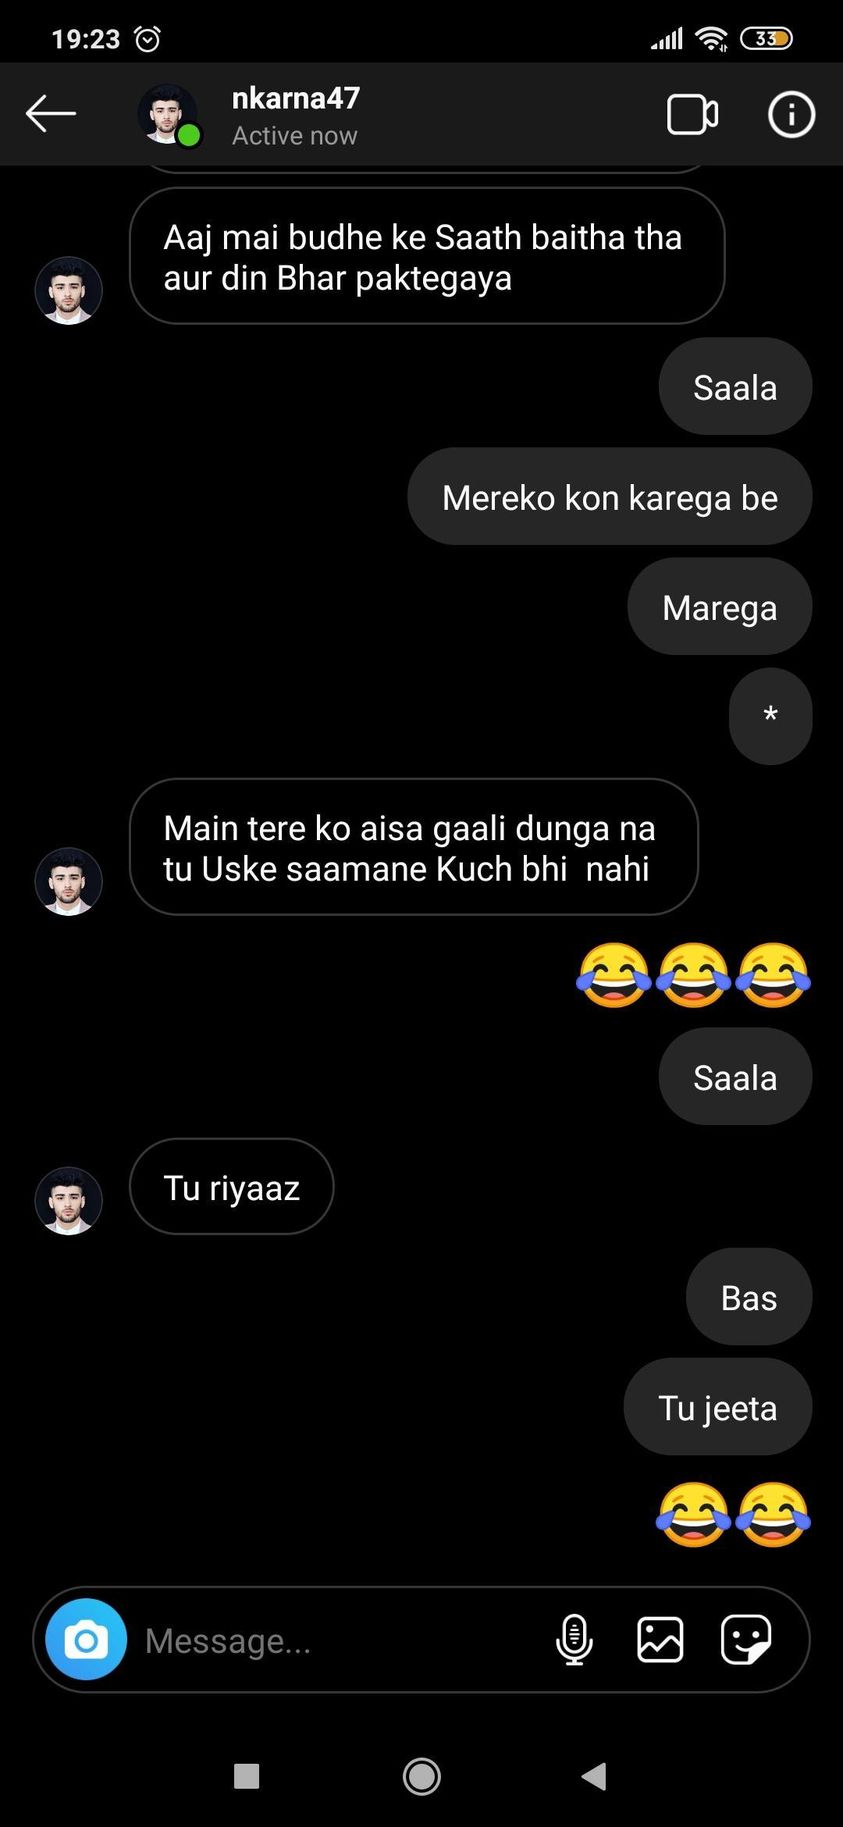 19:23
33
nkarna47
Active now
Aaj mai budhe ke Saath baitha tha
aur din Bhar paktegaya
Saala
Mereko kon karega be
Marega
*
Main tere ko aisa gaali dunga na
tu Uske saamane Kuch bhi  nahi
😂😂😂
Saala
Tu riyaaz
Bas
Tu jeeta
😂😂
Message...